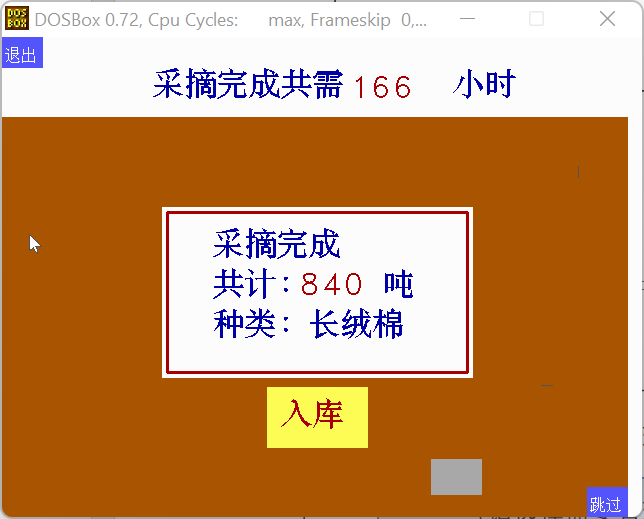 DOSBox 0.72, Cpu Cycles: max, Frameskip 0,...
退出
采摘完成共需 166 小时
采摘完成
共计：840 吨
种类：长绒棉
入库
跳过